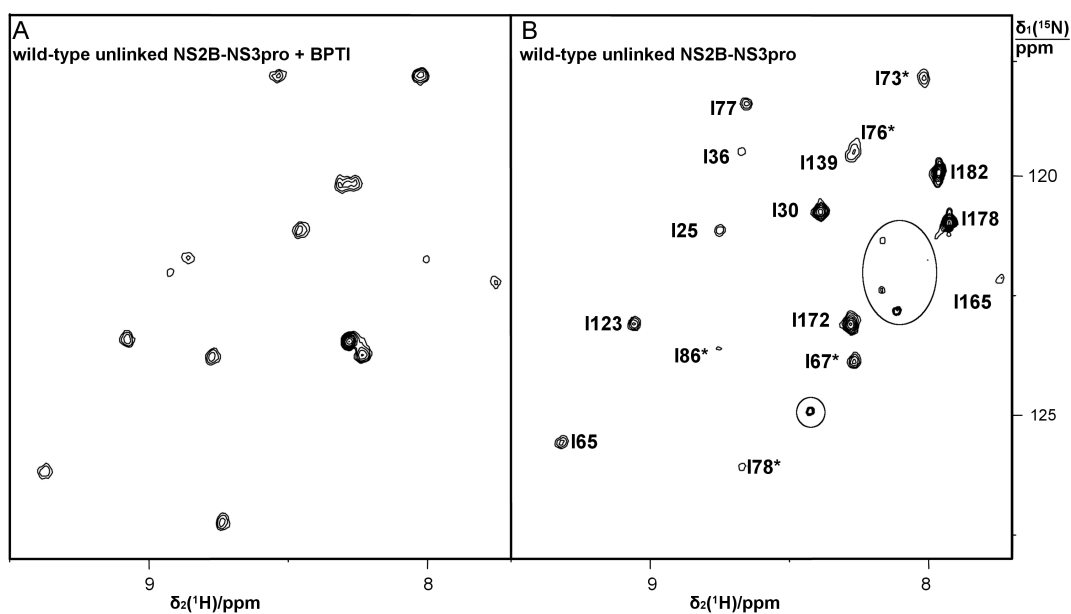 A
wild-type unlinked NS2B-NS3pro + BPTI
9
8
δ₂(¹H)/ppm
B
wild-type unlinked NS2B-NS3pro
δ₁(¹⁵N)/
ppm
I73*
I77
I76*
I36
I139
I182
I30
I178
I25
I165
I123
I172
I86*
I67*
I65
I78*
120
125
9
8
δ₂(¹H)/ppm